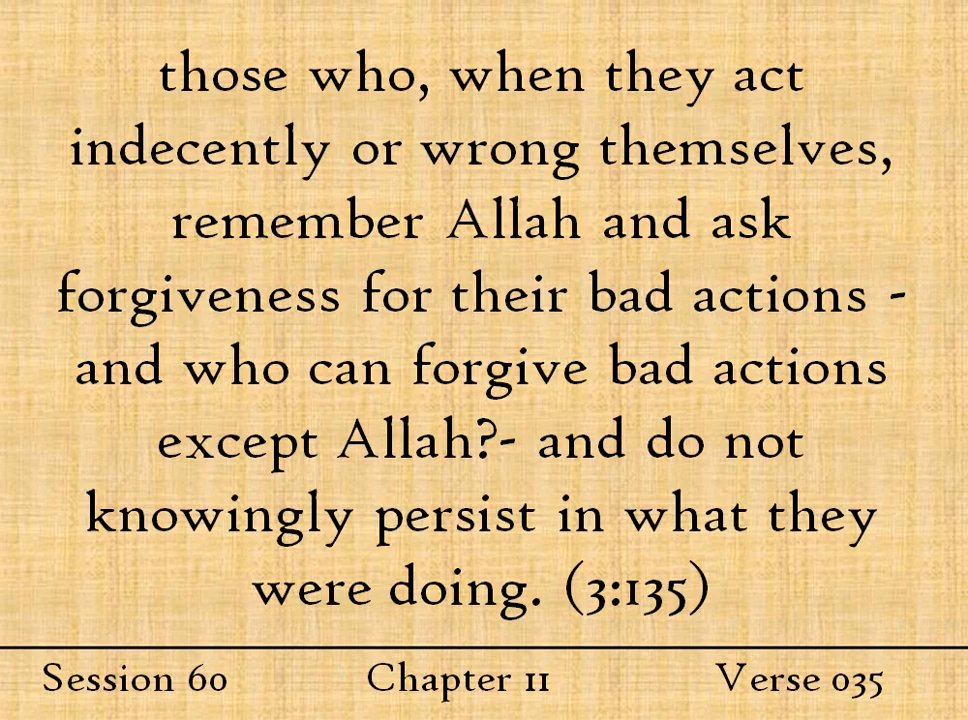 those who, when they act
indecently or wrong themselves,
remember Allah and ask
forgiveness for their bad actions -
and who can forgive bad actions
except Allah?- and do not
knowingly persist in what they
were doing. (3:135)
Session 60 Chapter 11 Verse 035